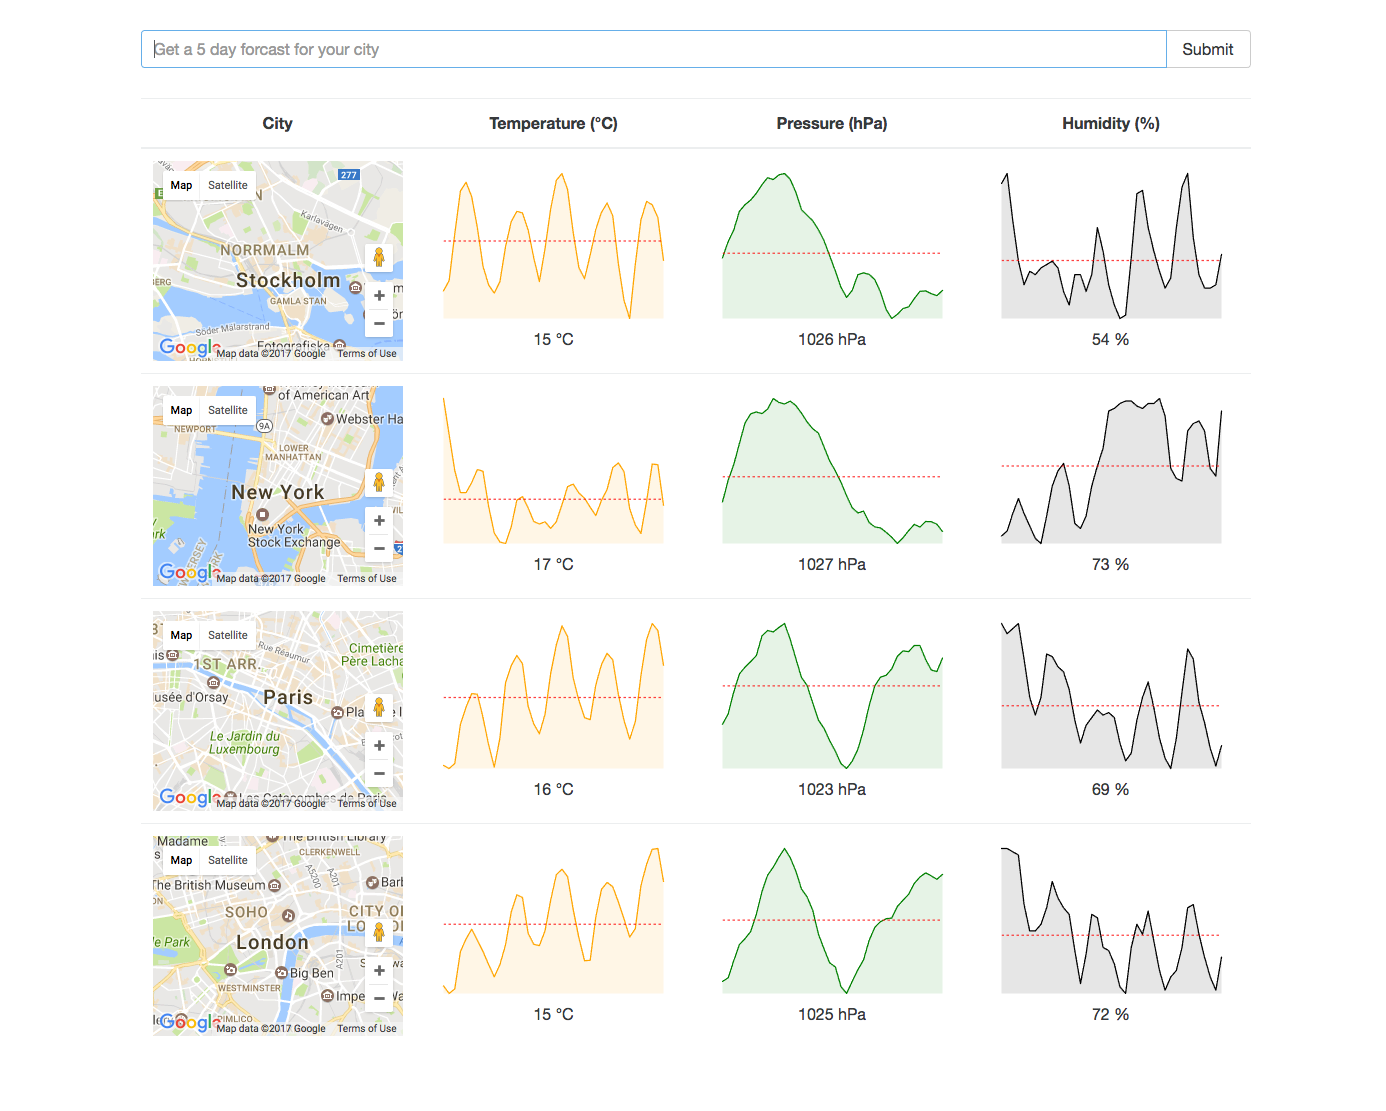 Get a 5 day forcast for your city
Submit
City
Temperature (°C)
Pressure (hPa)
Humidity (%)
Map
Satellite
277
Karlavägen
NORRMALM
Stockholm
GAMLA STAN
Söder Mälarstrand
Fotografiska
Google
Map data ©2017 Google
Terms of Use
15 °C
1026 hPa
54 %
of American Art
Map
Satellite
9A
Webster Ha
NEWPORT
LOWER
MANHATTAN
New York
New York
Stock Exchange
Google
Map data ©2017 Google
Terms of Use
17 °C
1027 hPa
73 %
Map
Satellite
Rue Réaumur
Cimetière
Père Lacha
1ST ARR.
usée d'Orsay
Paris
Le Jardin du
Luxembourg
Google
Map data ©2017 Google
Terms of Use
16 °C
1023 hPa
69 %
Madame
The British Library
CLERKENWELL
Map
Satellite
A5200
A201
The British Museum
Barb
SOHO
CITY OF
London
e Park
A201
Big Ben
WESTMINSTER
Impe
PIMLICO
Google
Map data ©2017 Google
Terms of Use
15 °C
1025 hPa
72 %